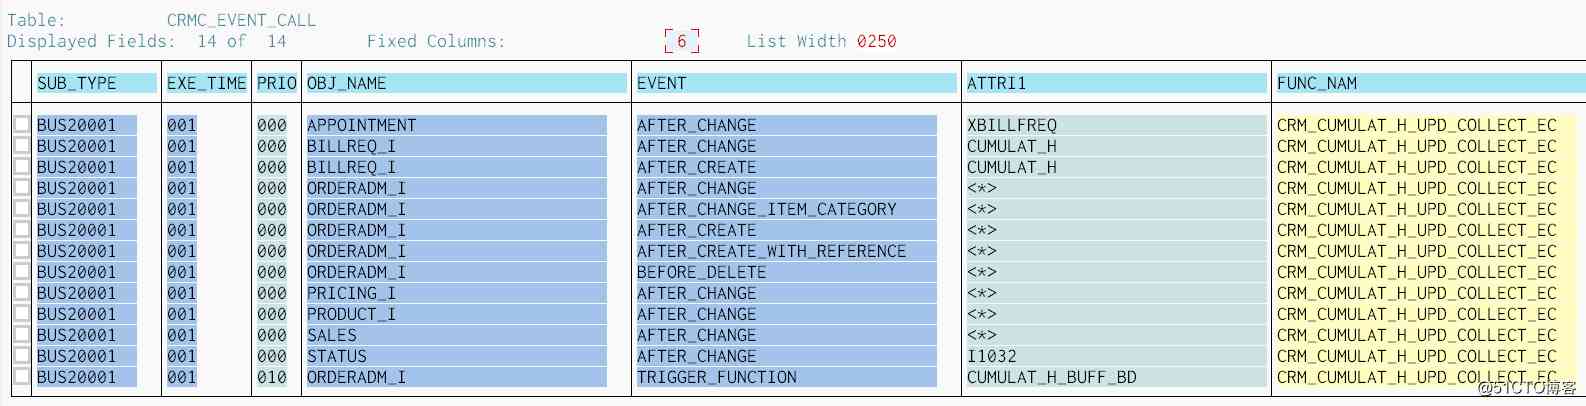 Table: CRMC_EVENT_CALL
Displayed Fields: 14 of 14 Fixed Columns: 6 List Width 0250
SUB_TYPE EXE_TIME PRIO OBJ_NAME EVENT ATTRI1 FUNC_NAM
BUS20001 001 000 APPOINTMENT AFTER_CHANGE XBILLFREQ CRM_CUMULAT_H_UPD_COLLECT_EC
BUS20001 001 000 BILLREQ_I AFTER_CHANGE CUMULAT_H CRM_CUMULAT_H_UPD_COLLECT_EC
BUS20001 001 000 BILLREQ_I AFTER_CREATE CUMULAT_H CRM_CUMULAT_H_UPD_COLLECT_EC
BUS20001 001 000 ORDERADM_I AFTER_CHANGE <*> CRM_CUMULAT_H_UPD_COLLECT_EC
BUS20001 001 000 ORDERADM_I AFTER_CHANGE_ITEM_CATEGORY <*> CRM_CUMULAT_H_UPD_COLLECT_EC
BUS20001 001 000 ORDERADM_I AFTER_CREATE <*> CRM_CUMULAT_H_UPD_COLLECT_EC
BUS20001 001 000 ORDERADM_I AFTER_CREATE_WITH_REFERENCE <*> CRM_CUMULAT_H_UPD_COLLECT_EC
BUS20001 001 000 ORDERADM_I BEFORE_DELETE <*> CRM_CUMULAT_H_UPD_COLLECT_EC
BUS20001 001 000 PRICING_I AFTER_CHANGE <*> CRM_CUMULAT_H_UPD_COLLECT_EC
BUS20001 001 000 PRODUCT_I AFTER_CHANGE <*> CRM_CUMULAT_H_UPD_COLLECT_EC
BUS20001 001 000 SALES AFTER_CHANGE <*> CRM_CUMULAT_H_UPD_COLLECT_EC
BUS20001 001 000 STATUS AFTER_CHANGE I1032 CRM_CUMULAT_H_UPD_COLLECT_EC
BUS20001 001 010 ORDERADM_I TRIGGER_FUNCTION CUMULAT_H_BUFF_BD CRM_CUMULAT_H_UPD_COLLECT_EC
@51CTO博客